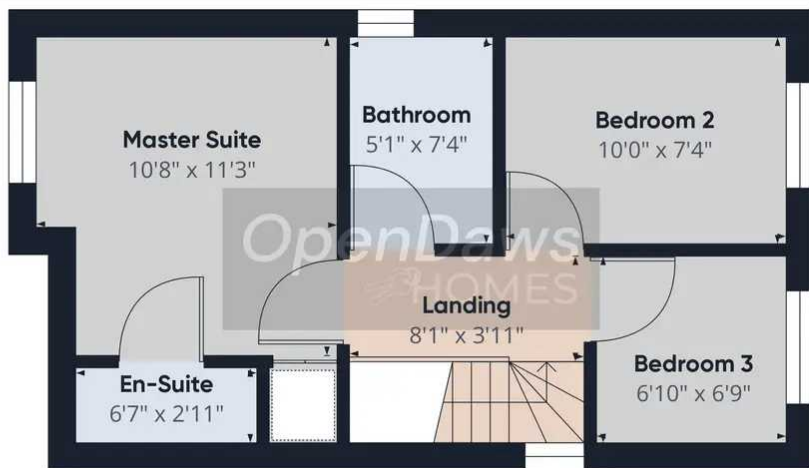 Master Suite
10'8" x 11'3"
Bathroom
5'1" x 7'4"
Bedroom 2
10'0" x 7'4"
OpenDaws
HOMES
Landing
8'1" x 3'11"
En-Suite
6'7" x 2'11"
Bedroom 3
6'10" x 6'9"